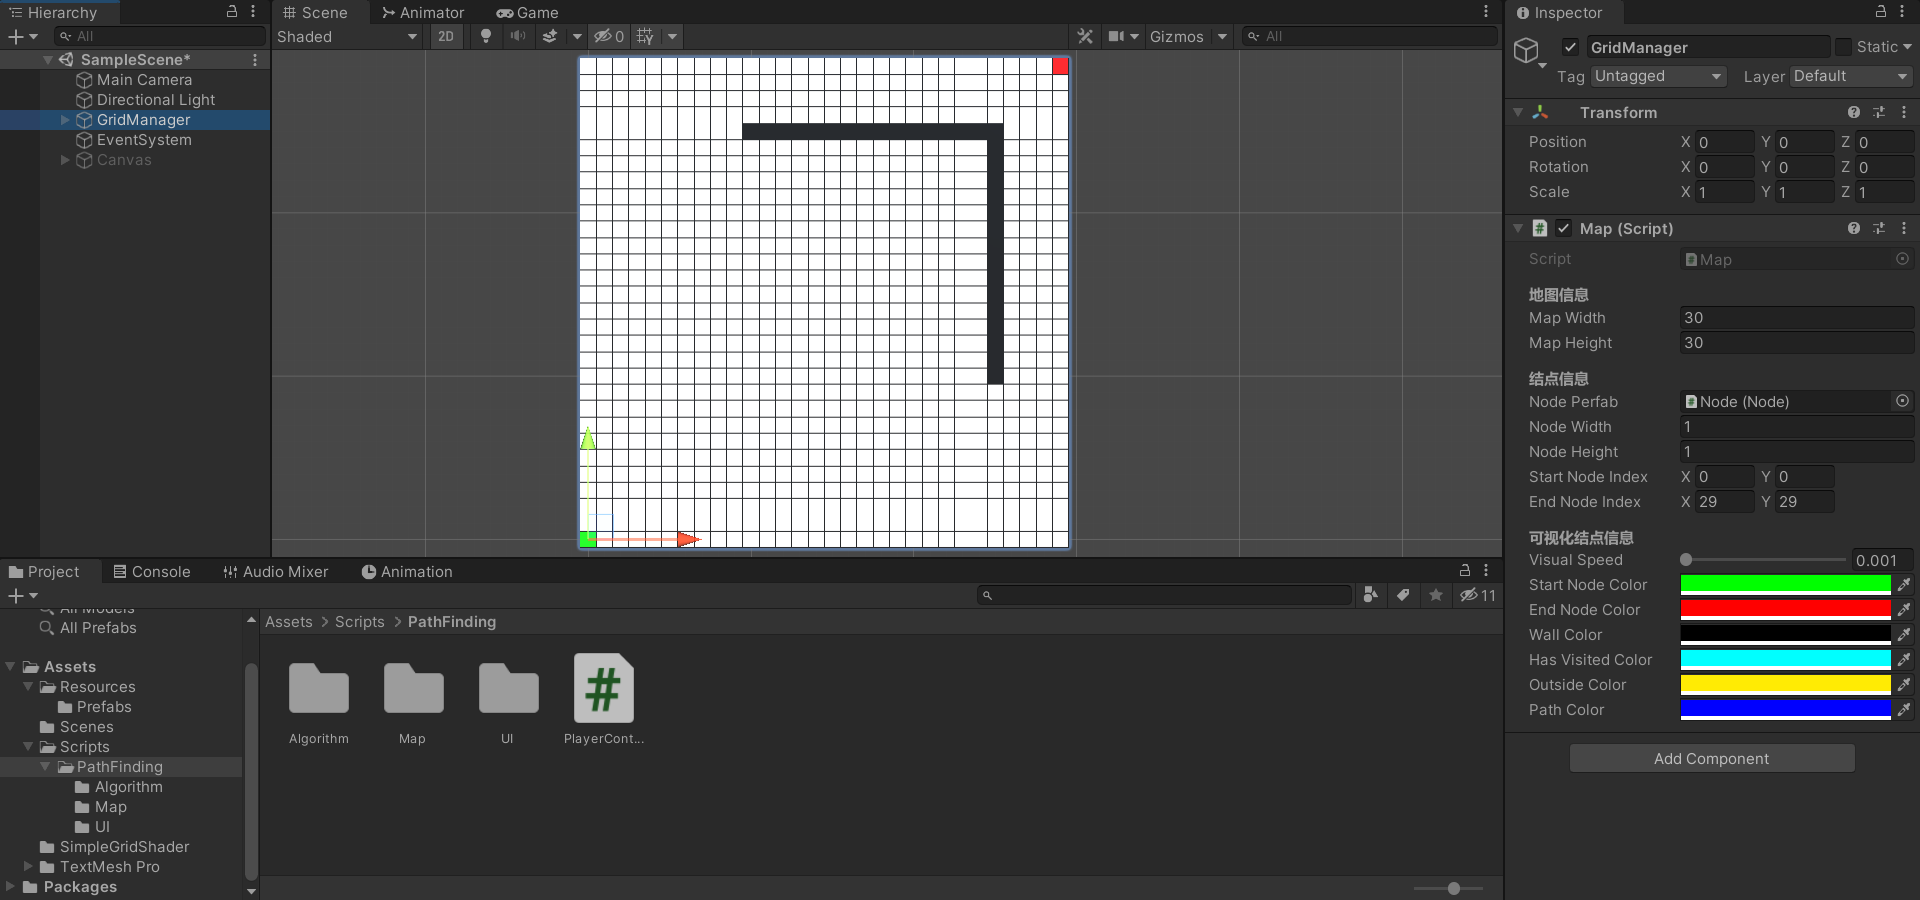 Hierarchy
All
SampleScene*
Main Camera
Directional Light
GridManager
EventSystem
Canvas
Scene
Animator
Game
Shaded
2D
0
Gizmos
All
Inspector
GridManager
Static
Tag Untagged
Layer Default
Transform
Position X 0 Y 0 Z 0
Rotation X 0 Y 0 Z 0
Scale X 1 Y 1 Z 1
# Map (Script)
Script # Map
地图信息
Map Width 30
Map Height 30
结点信息
Node Perfab # Node (Node)
Node Width 1
Node Height 1
Start Node Index X 0 Y 0
End Node Index X 29 Y 29
可视化结点信息
Visual Speed 0.001
Start Node Color
End Node Color
Wall Color
Has Visited Color
Outside Color
Path Color
Add Component
Project
Console
Audio Mixer
Animation
11
All Models
All Prefabs
Assets
Resources
Prefabs
Scenes
Scripts
PathFinding
Algorithm
Map
UI
SimpleGridShader
TextMesh Pro
Packages
Assets > Scripts > PathFinding
#
Algorithm
Map
UI
PlayerCont...